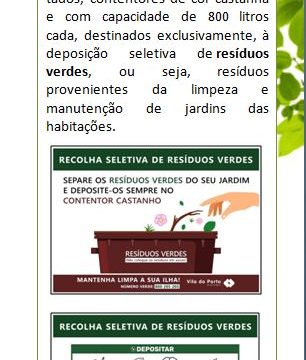 tados, contentores de cor castanha
e com capacidade de 800 litros
cada, destinados exclusivamente, à
deposição seletiva de resíduos
verdes, ou seja, resíduos
provenientes da limpeza e
manutenção de jardins das
habitações.
RECOLHA SELETIVA DE RESÍDUOS VERDES
SEPARE OS RESÍDUOS VERDES DO SEU JARDIM
E DEPOSITE-OS SEMPRE NO
CONTENTOR CASTANHO
RESÍDUOS VERDES
MANTENHA LIMPA A SUA ILHA!
NÚMERO VERDE
Vila do Porto
RECOLHA SELETIVA DE RESÍDUOS VERDES
DEPOSITAR